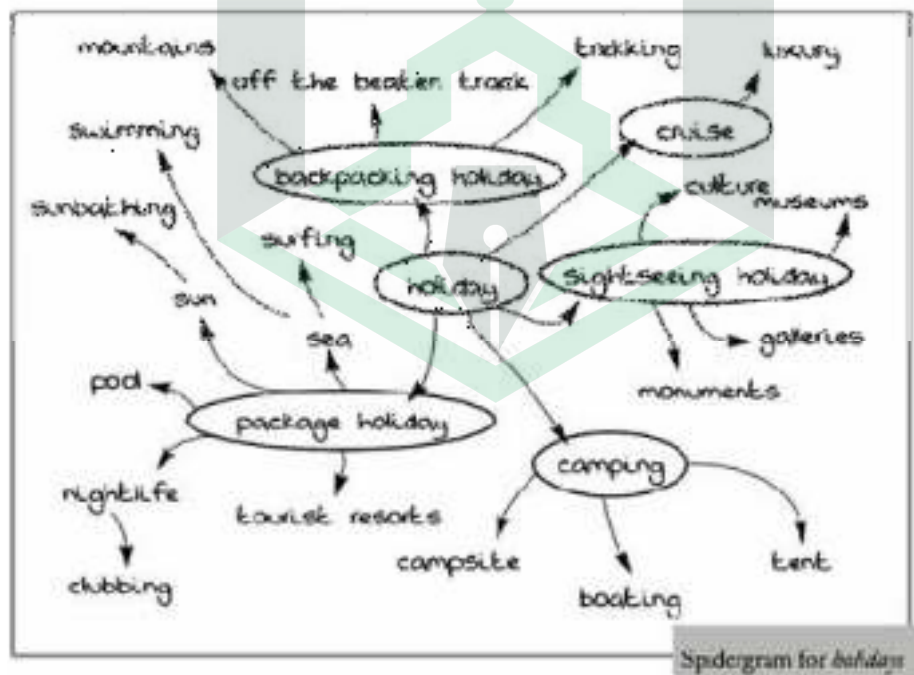 mountains
trekking
luxury
off the beaten track
swimming
cruise
backpacking holiday
culture
museums
sunbathing
surfing
holiday
sightseeing holiday
sun
sea
galleries
pool
monuments
package holiday
camping
nightlife
tourist resorts
campsite
tent
clubbing
boating
Spidergram for holidays